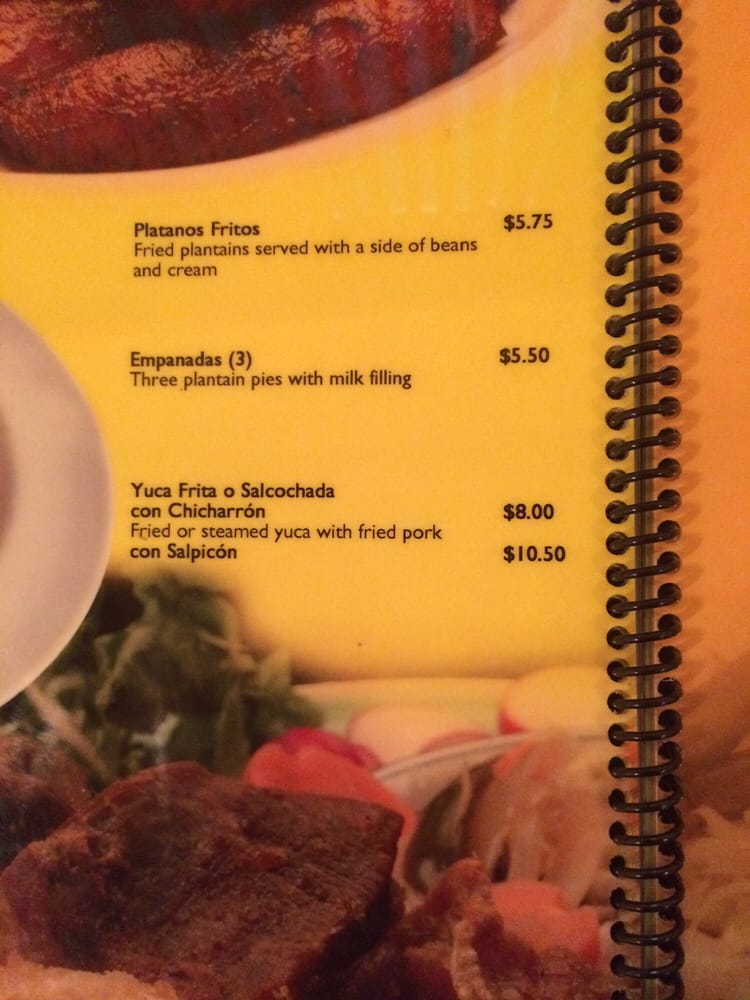 Platanos Fritos $5.75
Fried plantains served with a side of beans
and cream
Empanadas (3) $5.50
Three plantain pies with milk filling
Yuca Frita o Salcochada
con Chicharrón $8.00
Fried or steamed yuca with fried pork
con Salpicón $10.50